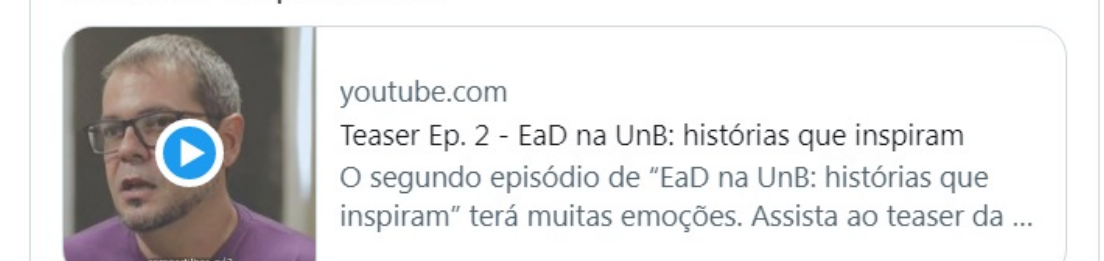 youtube.com
Teaser Ep. 2 - EaD na UnB: histórias que inspiram
O segundo episódio de “EaD na UnB: histórias que
inspiram” terá muitas emoções. Assista ao teaser da ...